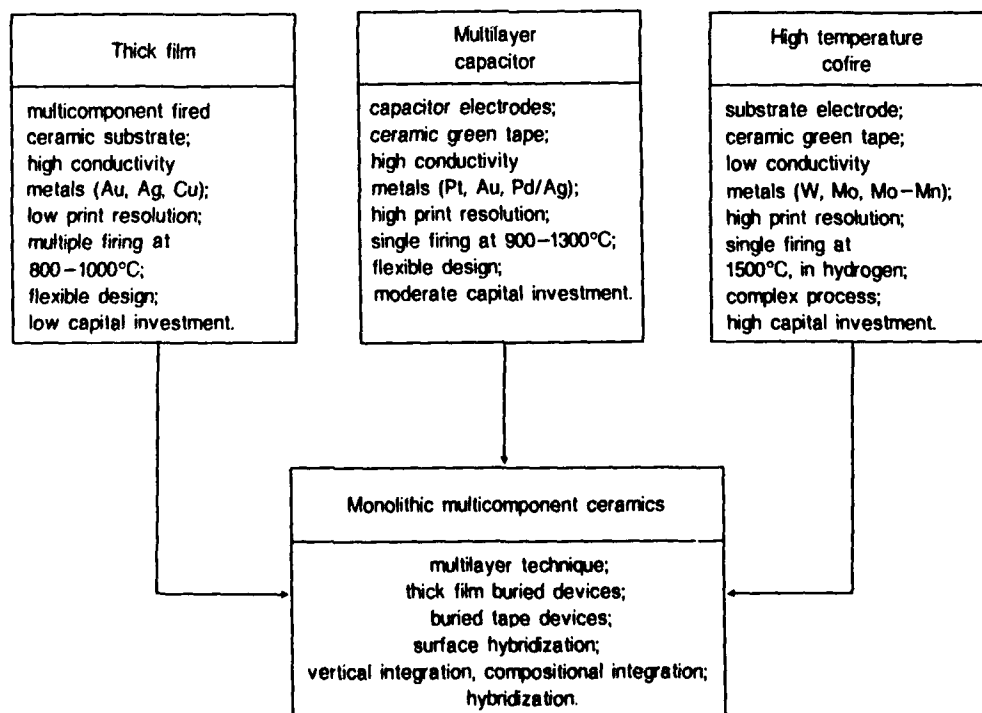 Thick film
multicomponent fired
ceramic substrate;
high conductivity
metals (Au, Ag, Cu);
low print resolution;
multiple firing at
800–1000°C;
flexible design;
low capital investment.
Multilayer
capacitor
capacitor electrodes;
ceramic green tape;
high conductivity
metals (Pt, Au, Pd/Ag);
high print resolution;
single firing at 900–1300°C;
flexible design;
moderate capital investment.
High temperature
cofire
substrate electrode;
ceramic green tape;
low conductivity
metals (W, Mo, Mo–Mn);
high print resolution;
single firing at
1500°C, in hydrogen;
complex process;
high capital investment.
Monolithic multicomponent ceramics
multilayer technique;
thick film buried devices;
buried tape devices;
surface hybridization;
vertical integration, compositional integration;
hybridization.